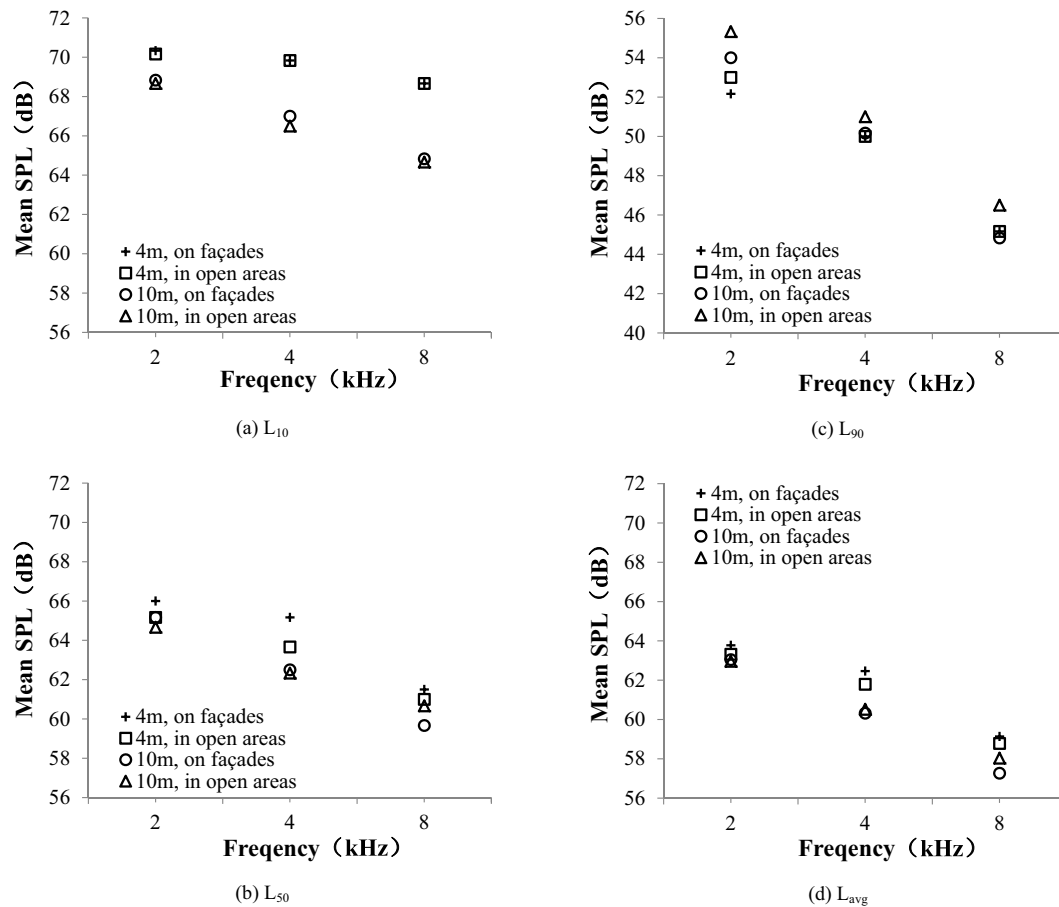 72
70
68
66
64
62
60
58
56
Mean SPL（dB）
+ 4m, on façades
4m, in open areas
10m, on façades
10m, in open areas
2 4 8
Freqency（kHz）
(a) L10
56
54
52
50
48
46
44
42
40
Mean SPL（dB）
+ 4m, on façades
4m, in open areas
10m, on façades
10m, in open areas
2 4 8
Freqency（kHz）
(c) L90
72
70
68
66
64
62
60
58
56
Mean SPL（dB）
+ 4m, on façades
4m, in open areas
10m, on façades
10m, in open areas
2 4 8
Freqency（kHz）
(b) L50
72
70
68
66
64
62
60
58
56
Mean SPL（dB）
+ 4m, on façades
4m, in open areas
10m, on façades
10m, in open areas
2 4 8
Freqency（kHz）
(d) Lavg